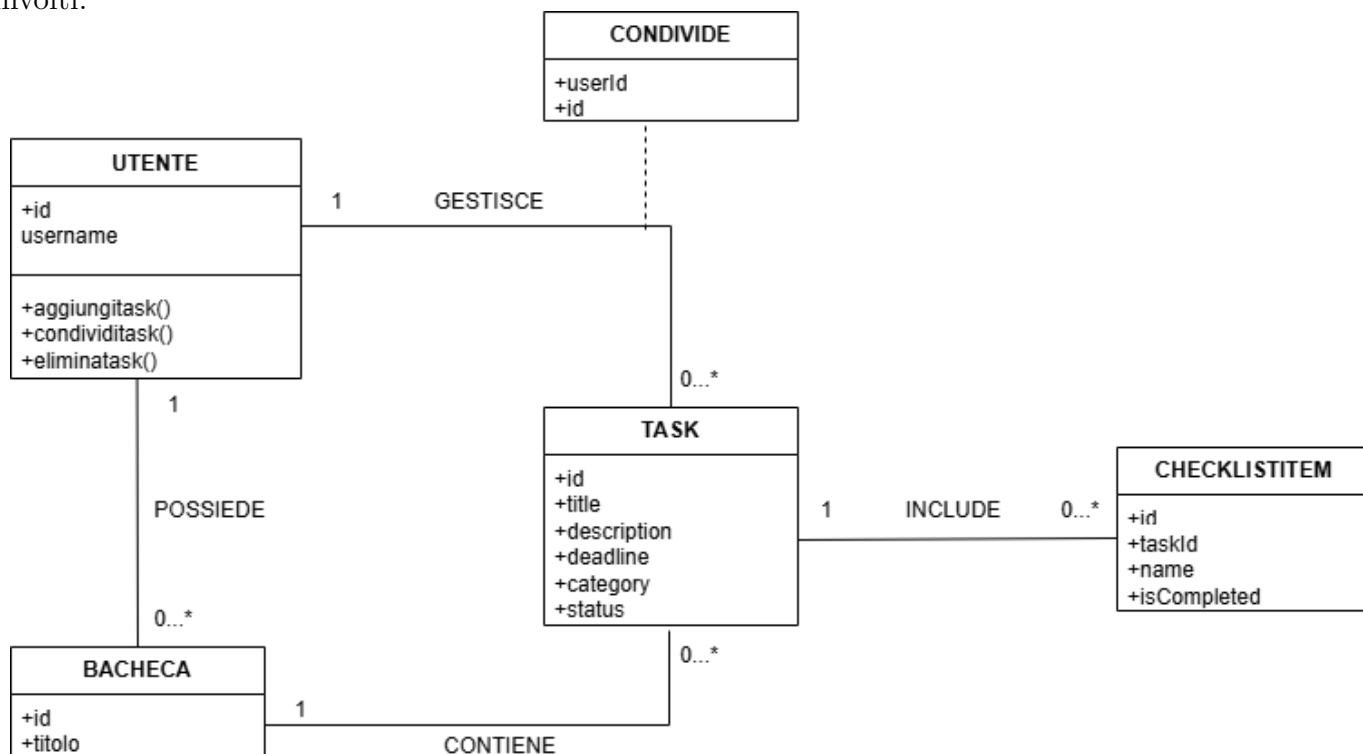 CONDIVIDE
+userId
+id
UTENTE
+id
username
+aggiungitask()
+condividitask()
+eliminatask()
1
GESTISCE
0...*
1
POSSIEDE
0...*
TASK
+id
+title
+description
+deadline
+category
+status
1
INCLUDE
0...*
CHECKLISTITEM
+id
+taskId
+name
+isCompleted
BACHECA
+id
+titolo
1
CONTIENE
0...*